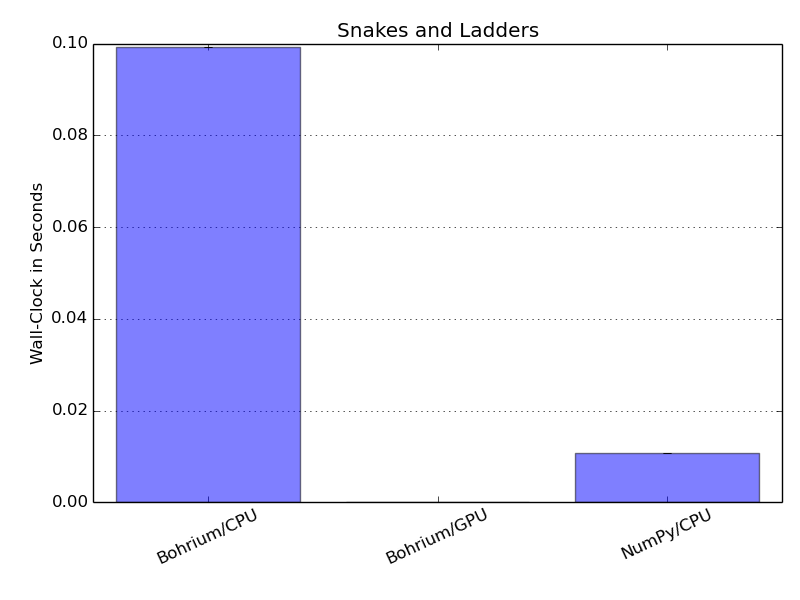 Snakes and Ladders
Wall-Clock in Seconds
0.10
0.08
0.06
0.04
0.02
0.00
Bohrium/CPU
Bohrium/GPU
NumPy/CPU